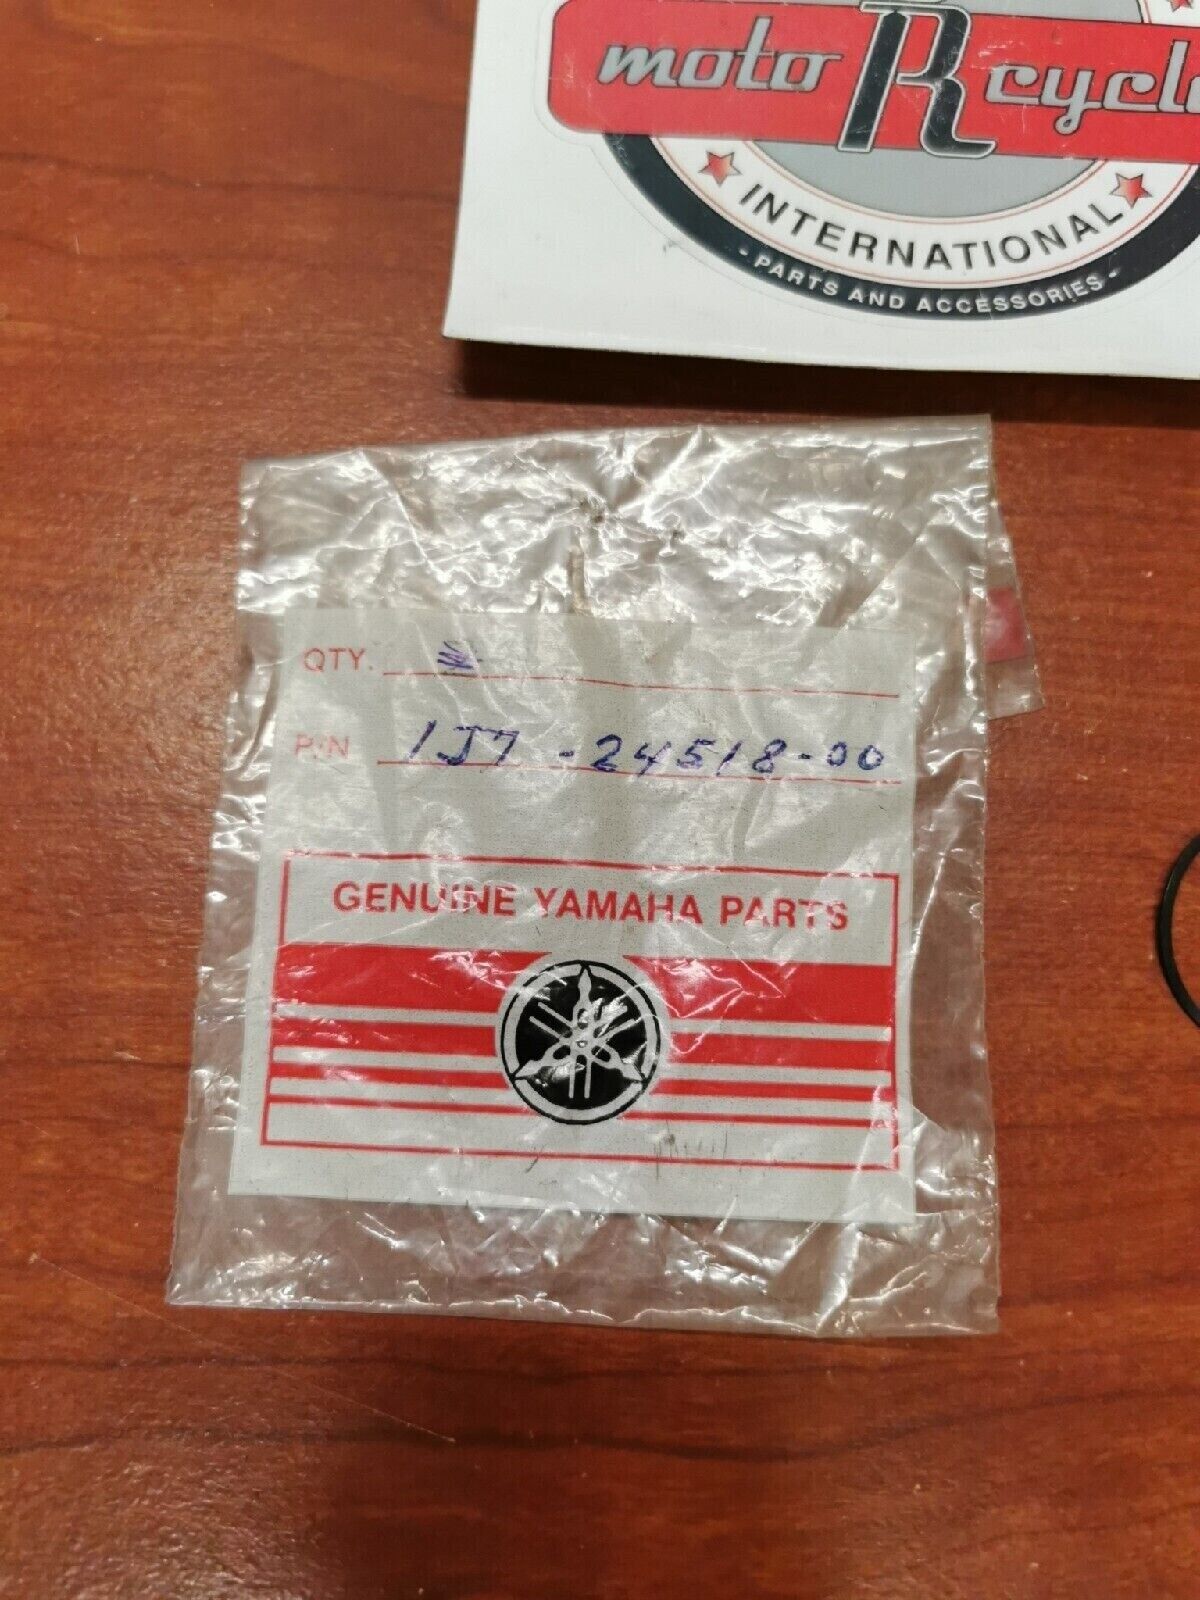 moto R cycl
INTERNATIONAL
- PARTS AND ACCESSORIES -
QTY.
P/N 1J7-24518-00
GENUINE YAMAHA PARTS